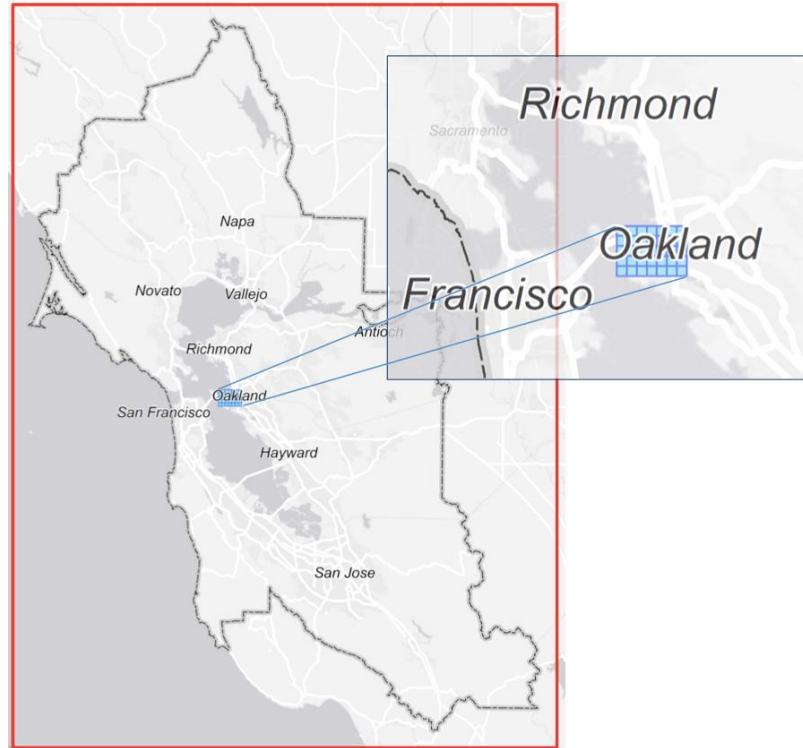 Richmond
Sacramento
Napa
Oakland
Novato
Vallejo
Francisco
Antioch
Richmond
Oakland
San Francisco
Hayward
San Jose